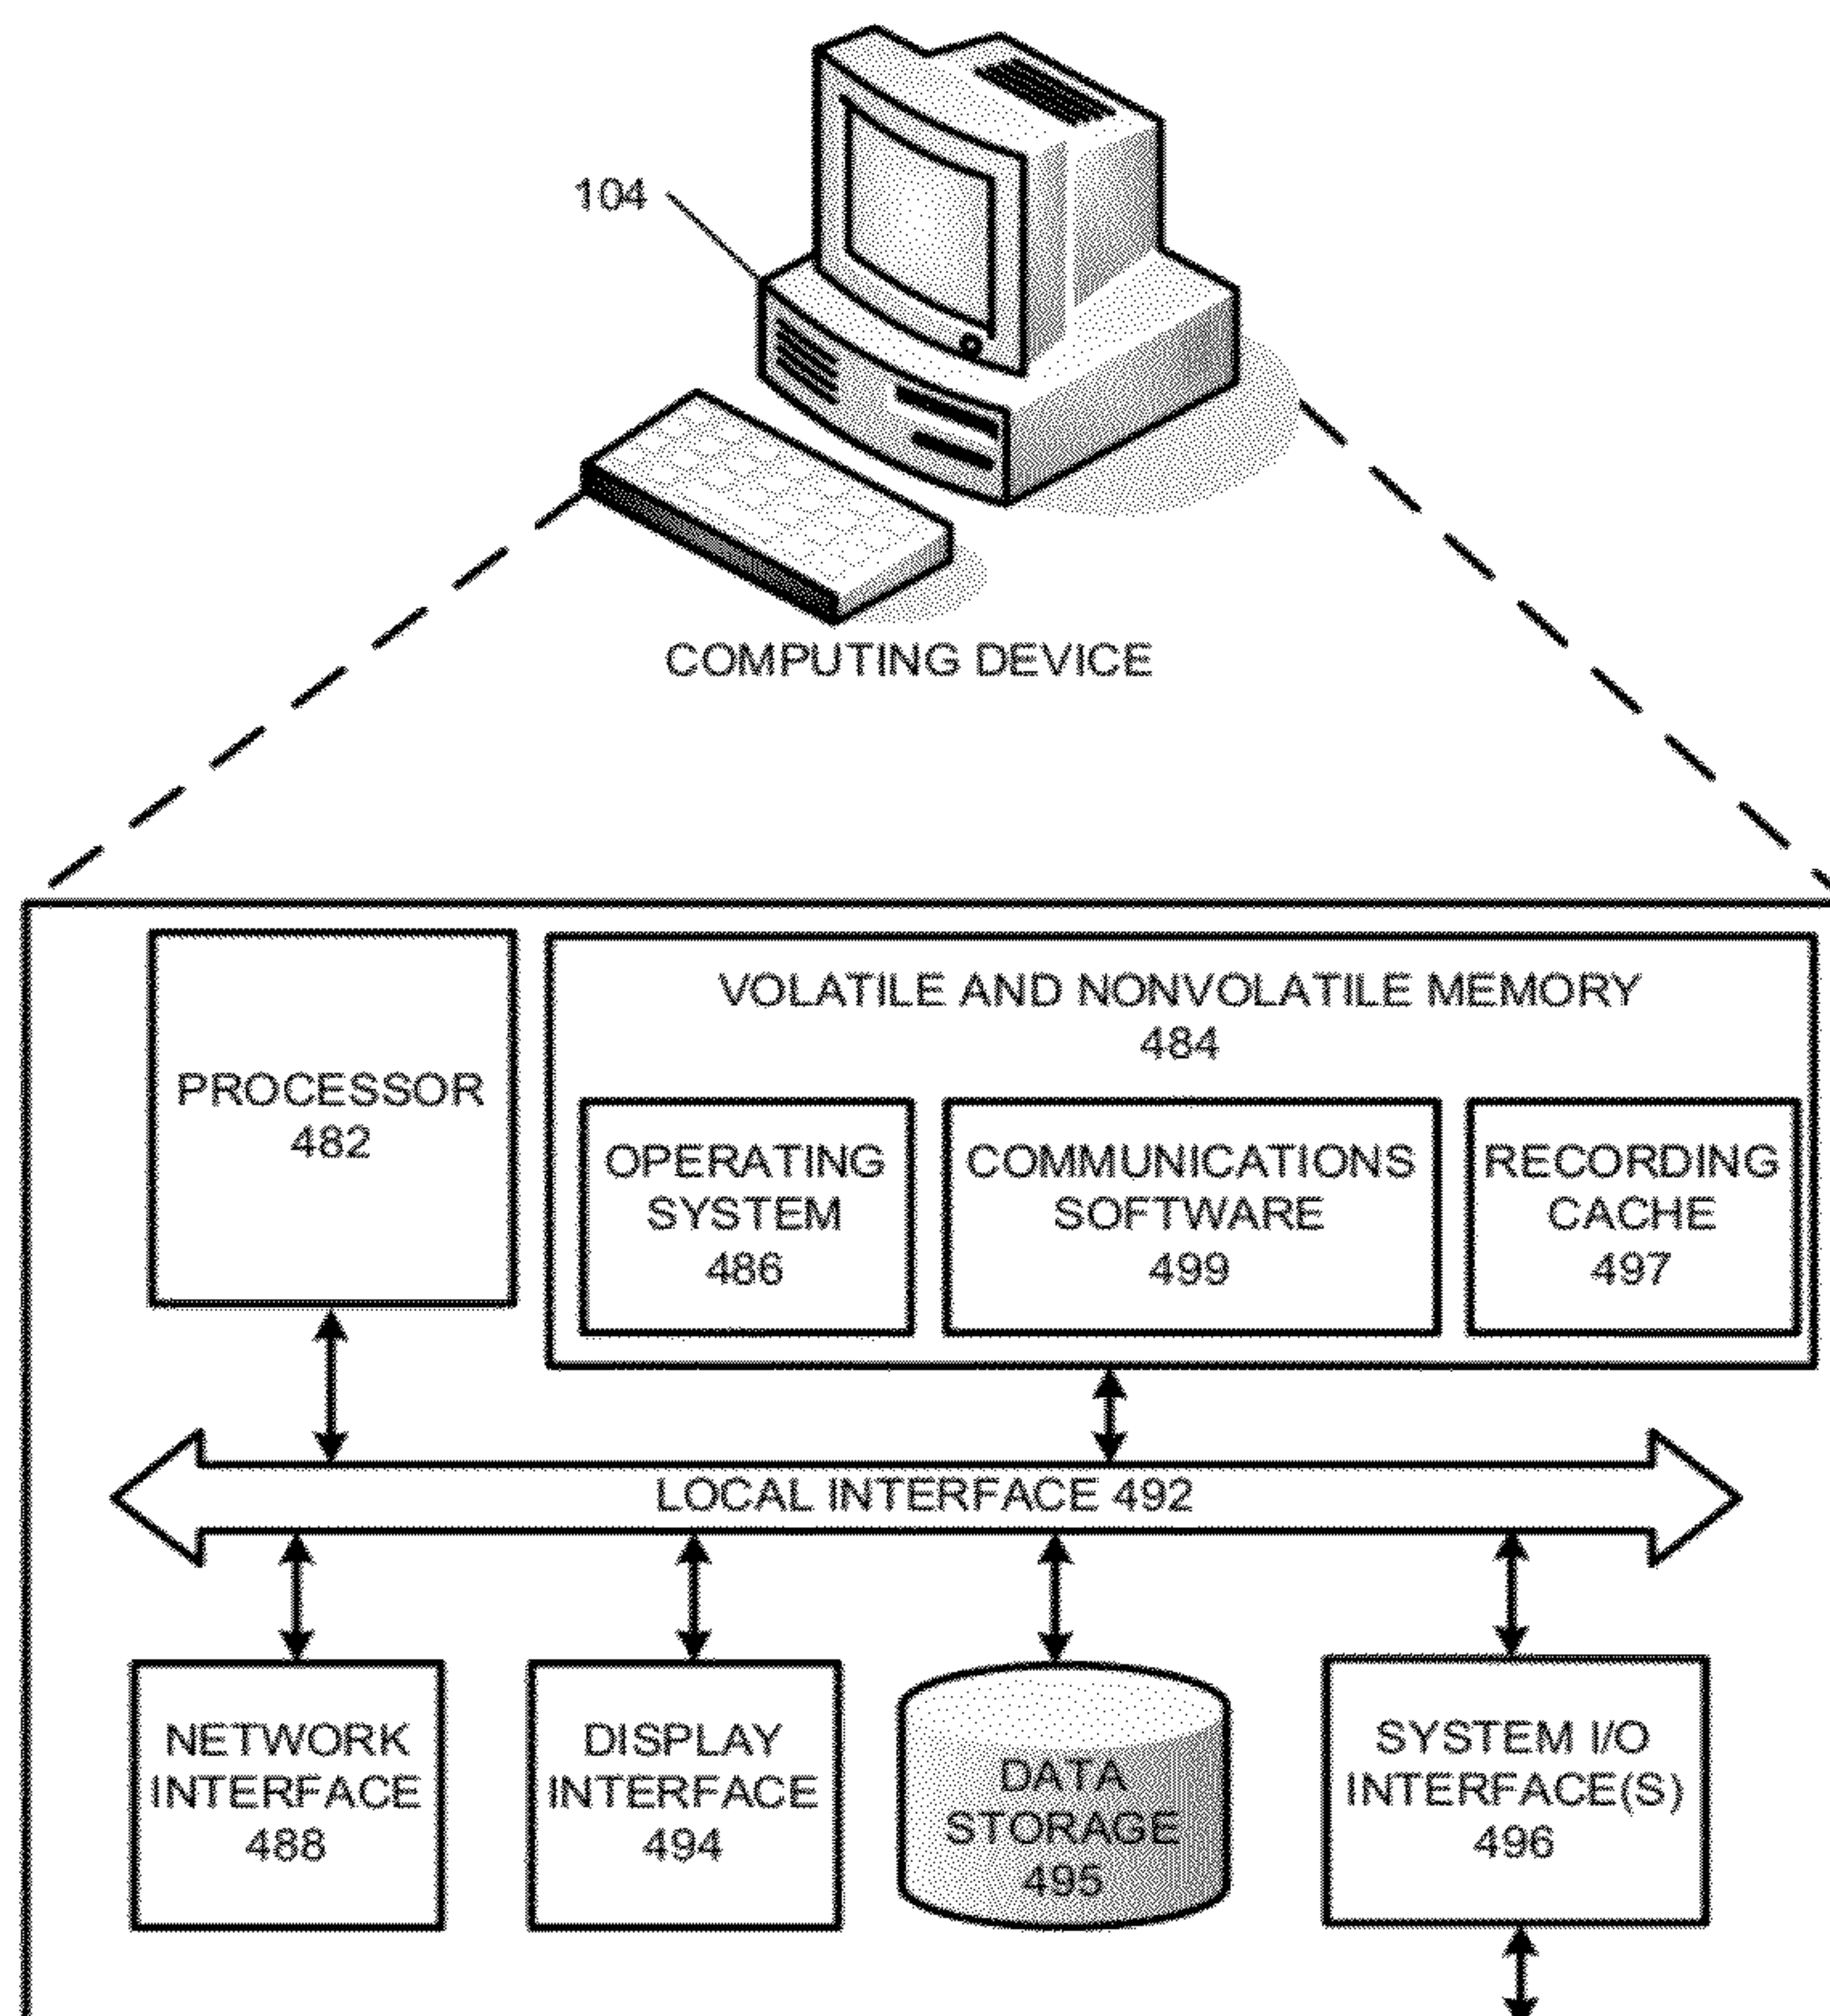 104
COMPUTING DEVICE
PROCESSOR
482
VOLATILE AND NONVOLATILE MEMORY
484
OPERATING
SYSTEM
486
COMMUNICATIONS
SOFTWARE
499
RECORDING
CACHE
497
LOCAL INTERFACE 492
NETWORK
INTERFACE
488
DISPLAY
INTERFACE
494
DATA
STORAGE
495
SYSTEM I/O
INTERFACE(S)
496